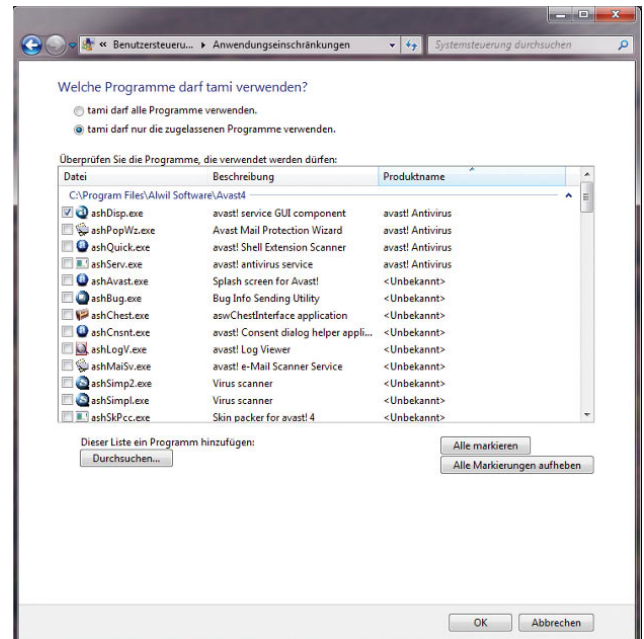 « Benutzersteueru... ▸ Anwendungseinschränkungen
Systemsteuerung durchsuchen
Welche Programme darf tami verwenden?
tami darf alle Programme verwenden.
tami darf nur die zugelassenen Programme verwenden.
Überprüfen Sie die Programme, die verwendet werden dürfen:
Datei Beschreibung Produktname
C:\Program Files\Alwil Software\Avast4
ashDisp.exe avast! service GUI component avast! Antivirus
ashPopWz.exe Avast Mail Protection Wizard avast! Antivirus
ashQuick.exe avast! Shell Extension Scanner avast! Antivirus
ashServ.exe avast! antivirus service avast! Antivirus
ashAvast.exe Splash screen for Avast! <Unbekannt>
ashBug.exe Bug Info Sending Utility <Unbekannt>
ashChest.exe aswChestInterface application <Unbekannt>
ashCnsnt.exe avast! Consent dialog helper appli... <Unbekannt>
ashLogV.exe avast! Log Viewer <Unbekannt>
ashMaiSv.exe avast! e-Mail Scanner Service <Unbekannt>
ashSimp2.exe Virus scanner <Unbekannt>
ashSimpl.exe Virus scanner <Unbekannt>
ashSkPcc.exe Skin packer for avast! 4 <Unbekannt>
Dieser Liste ein Programm hinzufügen:
Alle markieren
Durchsuchen...
Alle Markierungen aufheben
OK Abbrechen